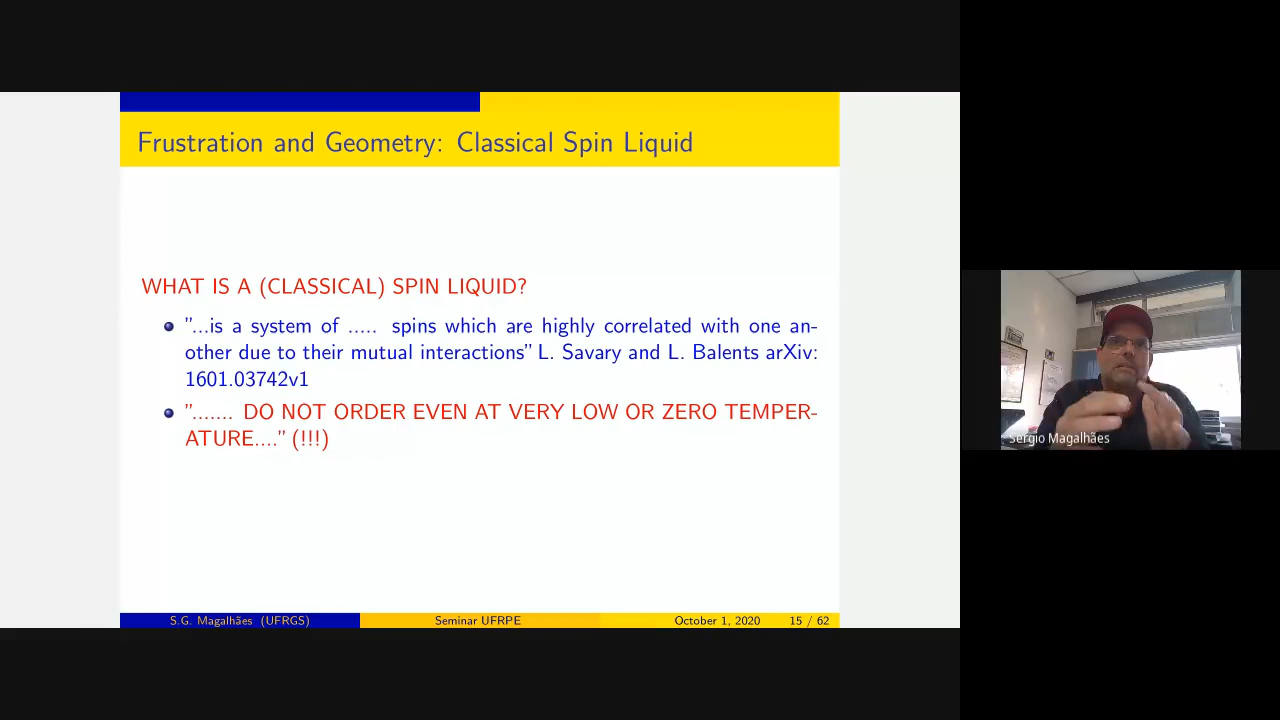 Frustration and Geometry: Classical Spin Liquid
WHAT IS A (CLASSICAL) SPIN LIQUID?
"...is a system of ..... spins which are highly correlated with one an-
other due to their mutual interactions" L. Savary and L. Balents arXiv:
1601.03742v1
"....... DO NOT ORDER EVEN AT VERY LOW OR ZERO TEMPER-
ATURE...." (!!!)
Sergio Magalhães
S.G. Magalhães (UFRGS) Seminar UFRPE October 1, 2020 15 / 62